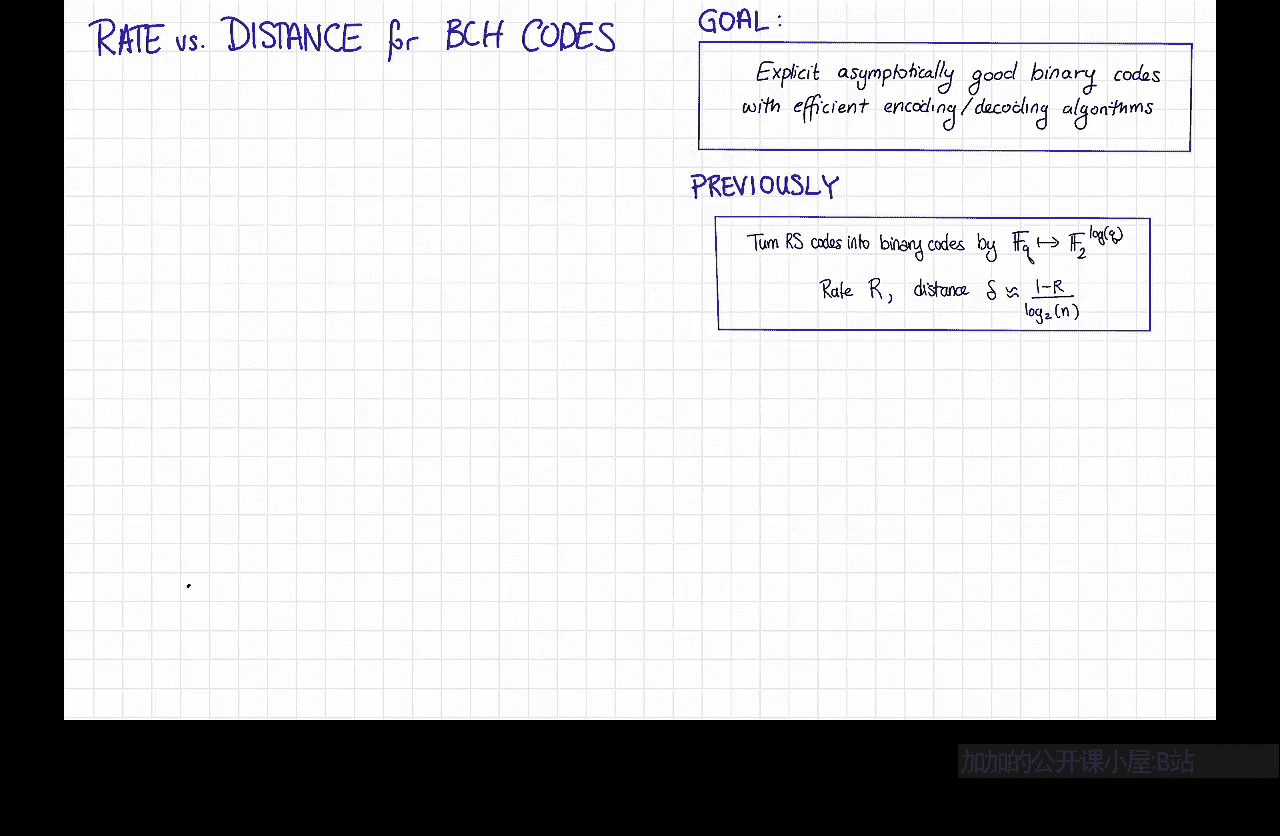 RATE vs. DISTANCE for BCH CODES
GOAL:
Explicit asymptotically good binary codes
with efficient encoding/decoding algorithms
PREVIOUSLY
Turn RS codes into binary codes by 𝔽_q ↦ 𝔽_2^log(q)
Rate R, distance δ ≈ (1-R)/log₂(n)
加加的公开课小屋:B站